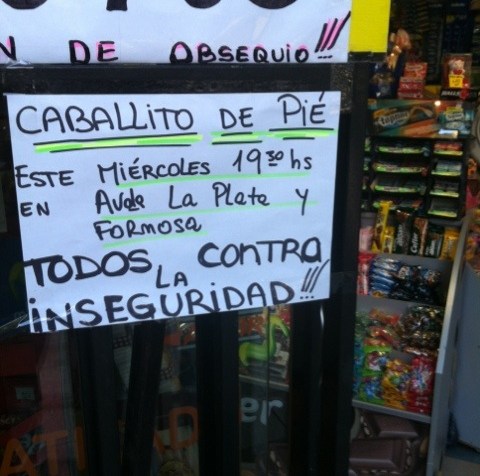 N DE OBSEQUIO!!!
CABALLITO DE PIÉ
ESTE MIÉRCOLES 19 30 hs
EN Avda LA PLATA Y
FORMOSA
TODOS CONTRA
LA
INSEGURIDAD!!!